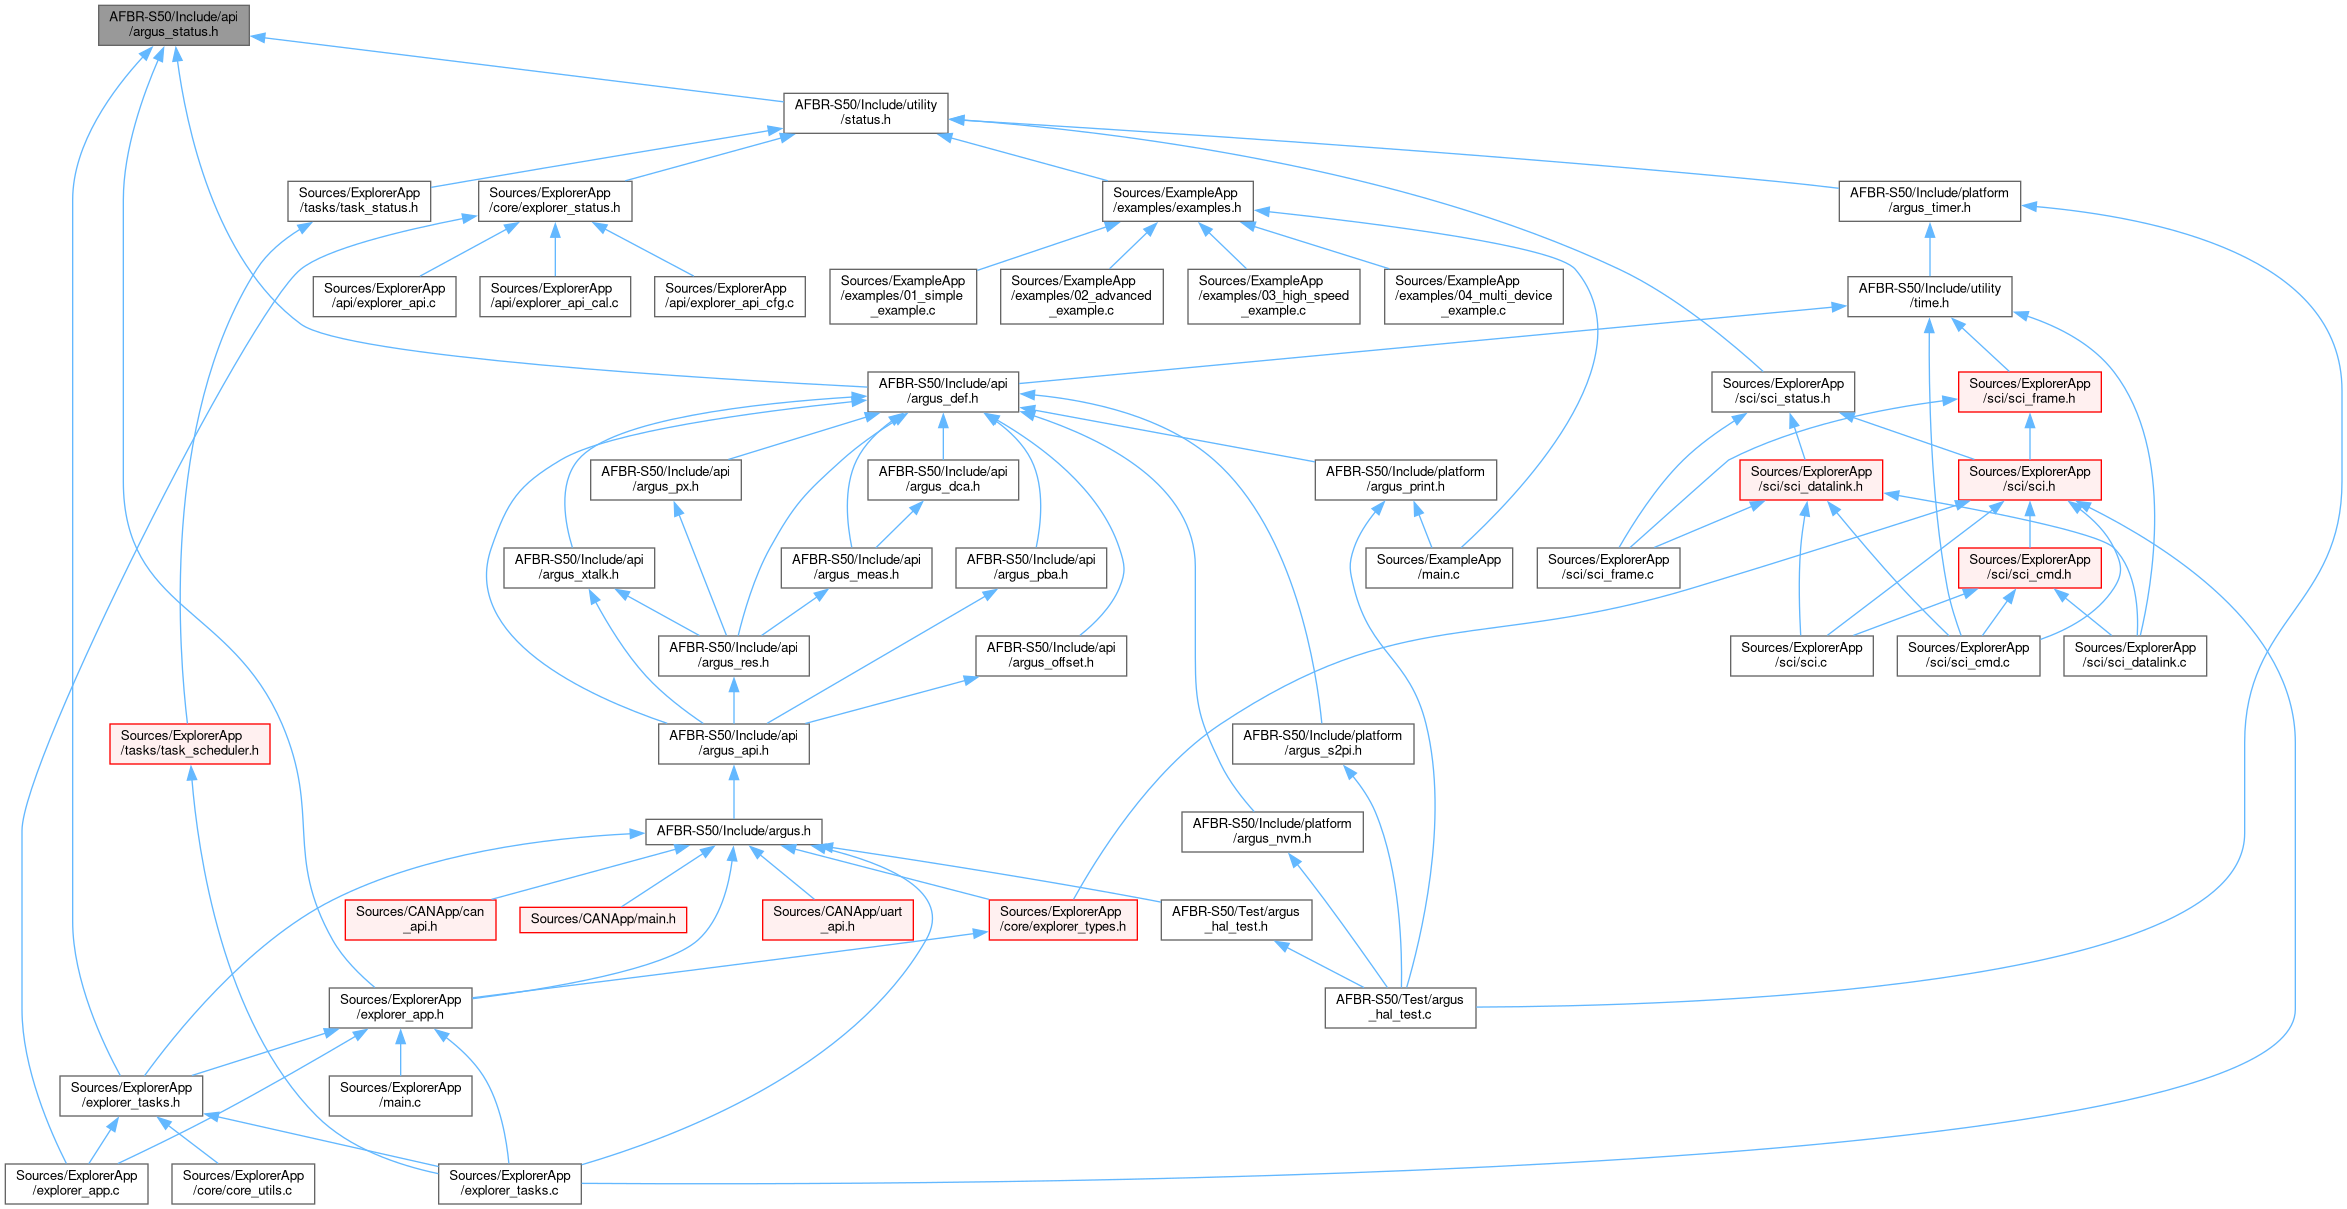 AFBR-S50/Include/api
/argus_status.h
AFBR-S50/Include/utility
/status.h
Sources/ExplorerApp
/tasks/task_status.h
Sources/ExplorerApp
/core/explorer_status.h
Sources/ExampleApp
/examples/examples.h
AFBR-S50/Include/platform
/argus_timer.h
Sources/ExplorerApp
/api/explorer_api.c
Sources/ExplorerApp
/api/explorer_api_cal.c
Sources/ExplorerApp
/api/explorer_api_cfg.c
Sources/ExampleApp
/examples/01_simple
_example.c
Sources/ExampleApp
/examples/02_advanced
_example.c
Sources/ExampleApp
/examples/03_high_speed
_example.c
Sources/ExampleApp
/examples/04_multi_device
_example.c
AFBR-S50/Include/utility
/time.h
AFBR-S50/Include/api
/argus_def.h
Sources/ExplorerApp
/sci/sci_status.h
Sources/ExplorerApp
/sci/sci_frame.h
AFBR-S50/Include/api
/argus_px.h
AFBR-S50/Include/api
/argus_dca.h
AFBR-S50/Include/platform
/argus_print.h
Sources/ExplorerApp
/sci/sci_datalink.h
Sources/ExplorerApp
/sci/sci.h
AFBR-S50/Include/api
/argus_xtalk.h
AFBR-S50/Include/api
/argus_meas.h
AFBR-S50/Include/api
/argus_pba.h
Sources/ExampleApp
/main.c
Sources/ExplorerApp
/sci/sci_frame.c
Sources/ExplorerApp
/sci/sci_cmd.h
AFBR-S50/Include/api
/argus_res.h
AFBR-S50/Include/api
/argus_offset.h
Sources/ExplorerApp
/sci/sci.c
Sources/ExplorerApp
/sci/sci_cmd.c
Sources/ExplorerApp
/sci/sci_datalink.c
Sources/ExplorerApp
/tasks/task_scheduler.h
AFBR-S50/Include/api
/argus_api.h
AFBR-S50/Include/platform
/argus_s2pi.h
AFBR-S50/Include/argus.h
AFBR-S50/Include/platform
/argus_nvm.h
Sources/CANApp/can
_api.h
Sources/CANApp/main.h
Sources/CANApp/uart
_api.h
Sources/ExplorerApp
/core/explorer_types.h
AFBR-S50/Test/argus
_hal_test.h
Sources/ExplorerApp
/explorer_app.h
AFBR-S50/Test/argus
_hal_test.c
Sources/ExplorerApp
/explorer_tasks.h
Sources/ExplorerApp
/main.c
Sources/ExplorerApp
/explorer_app.c
Sources/ExplorerApp
/core/core_utils.c
Sources/ExplorerApp
/explorer_tasks.c